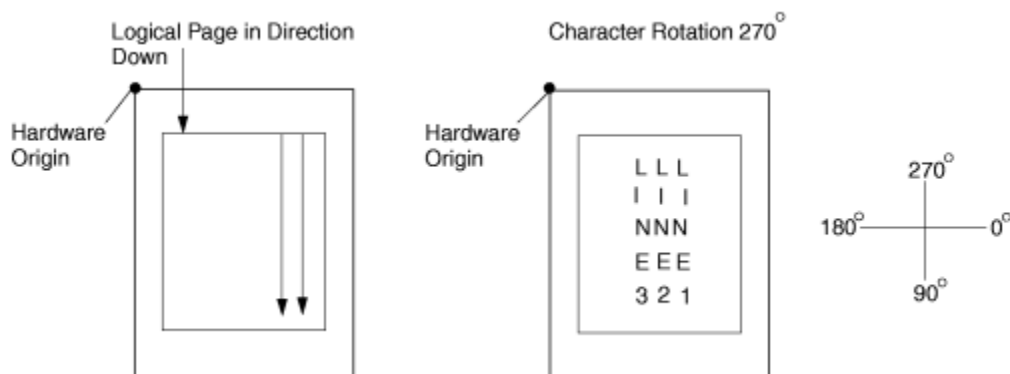 Logical Page in Direction
Down
Hardware
Origin
Character Rotation 270°
Hardware
Origin
L L L
I I I
N N N
E E E
3 2 1
270°
180°
0°
90°